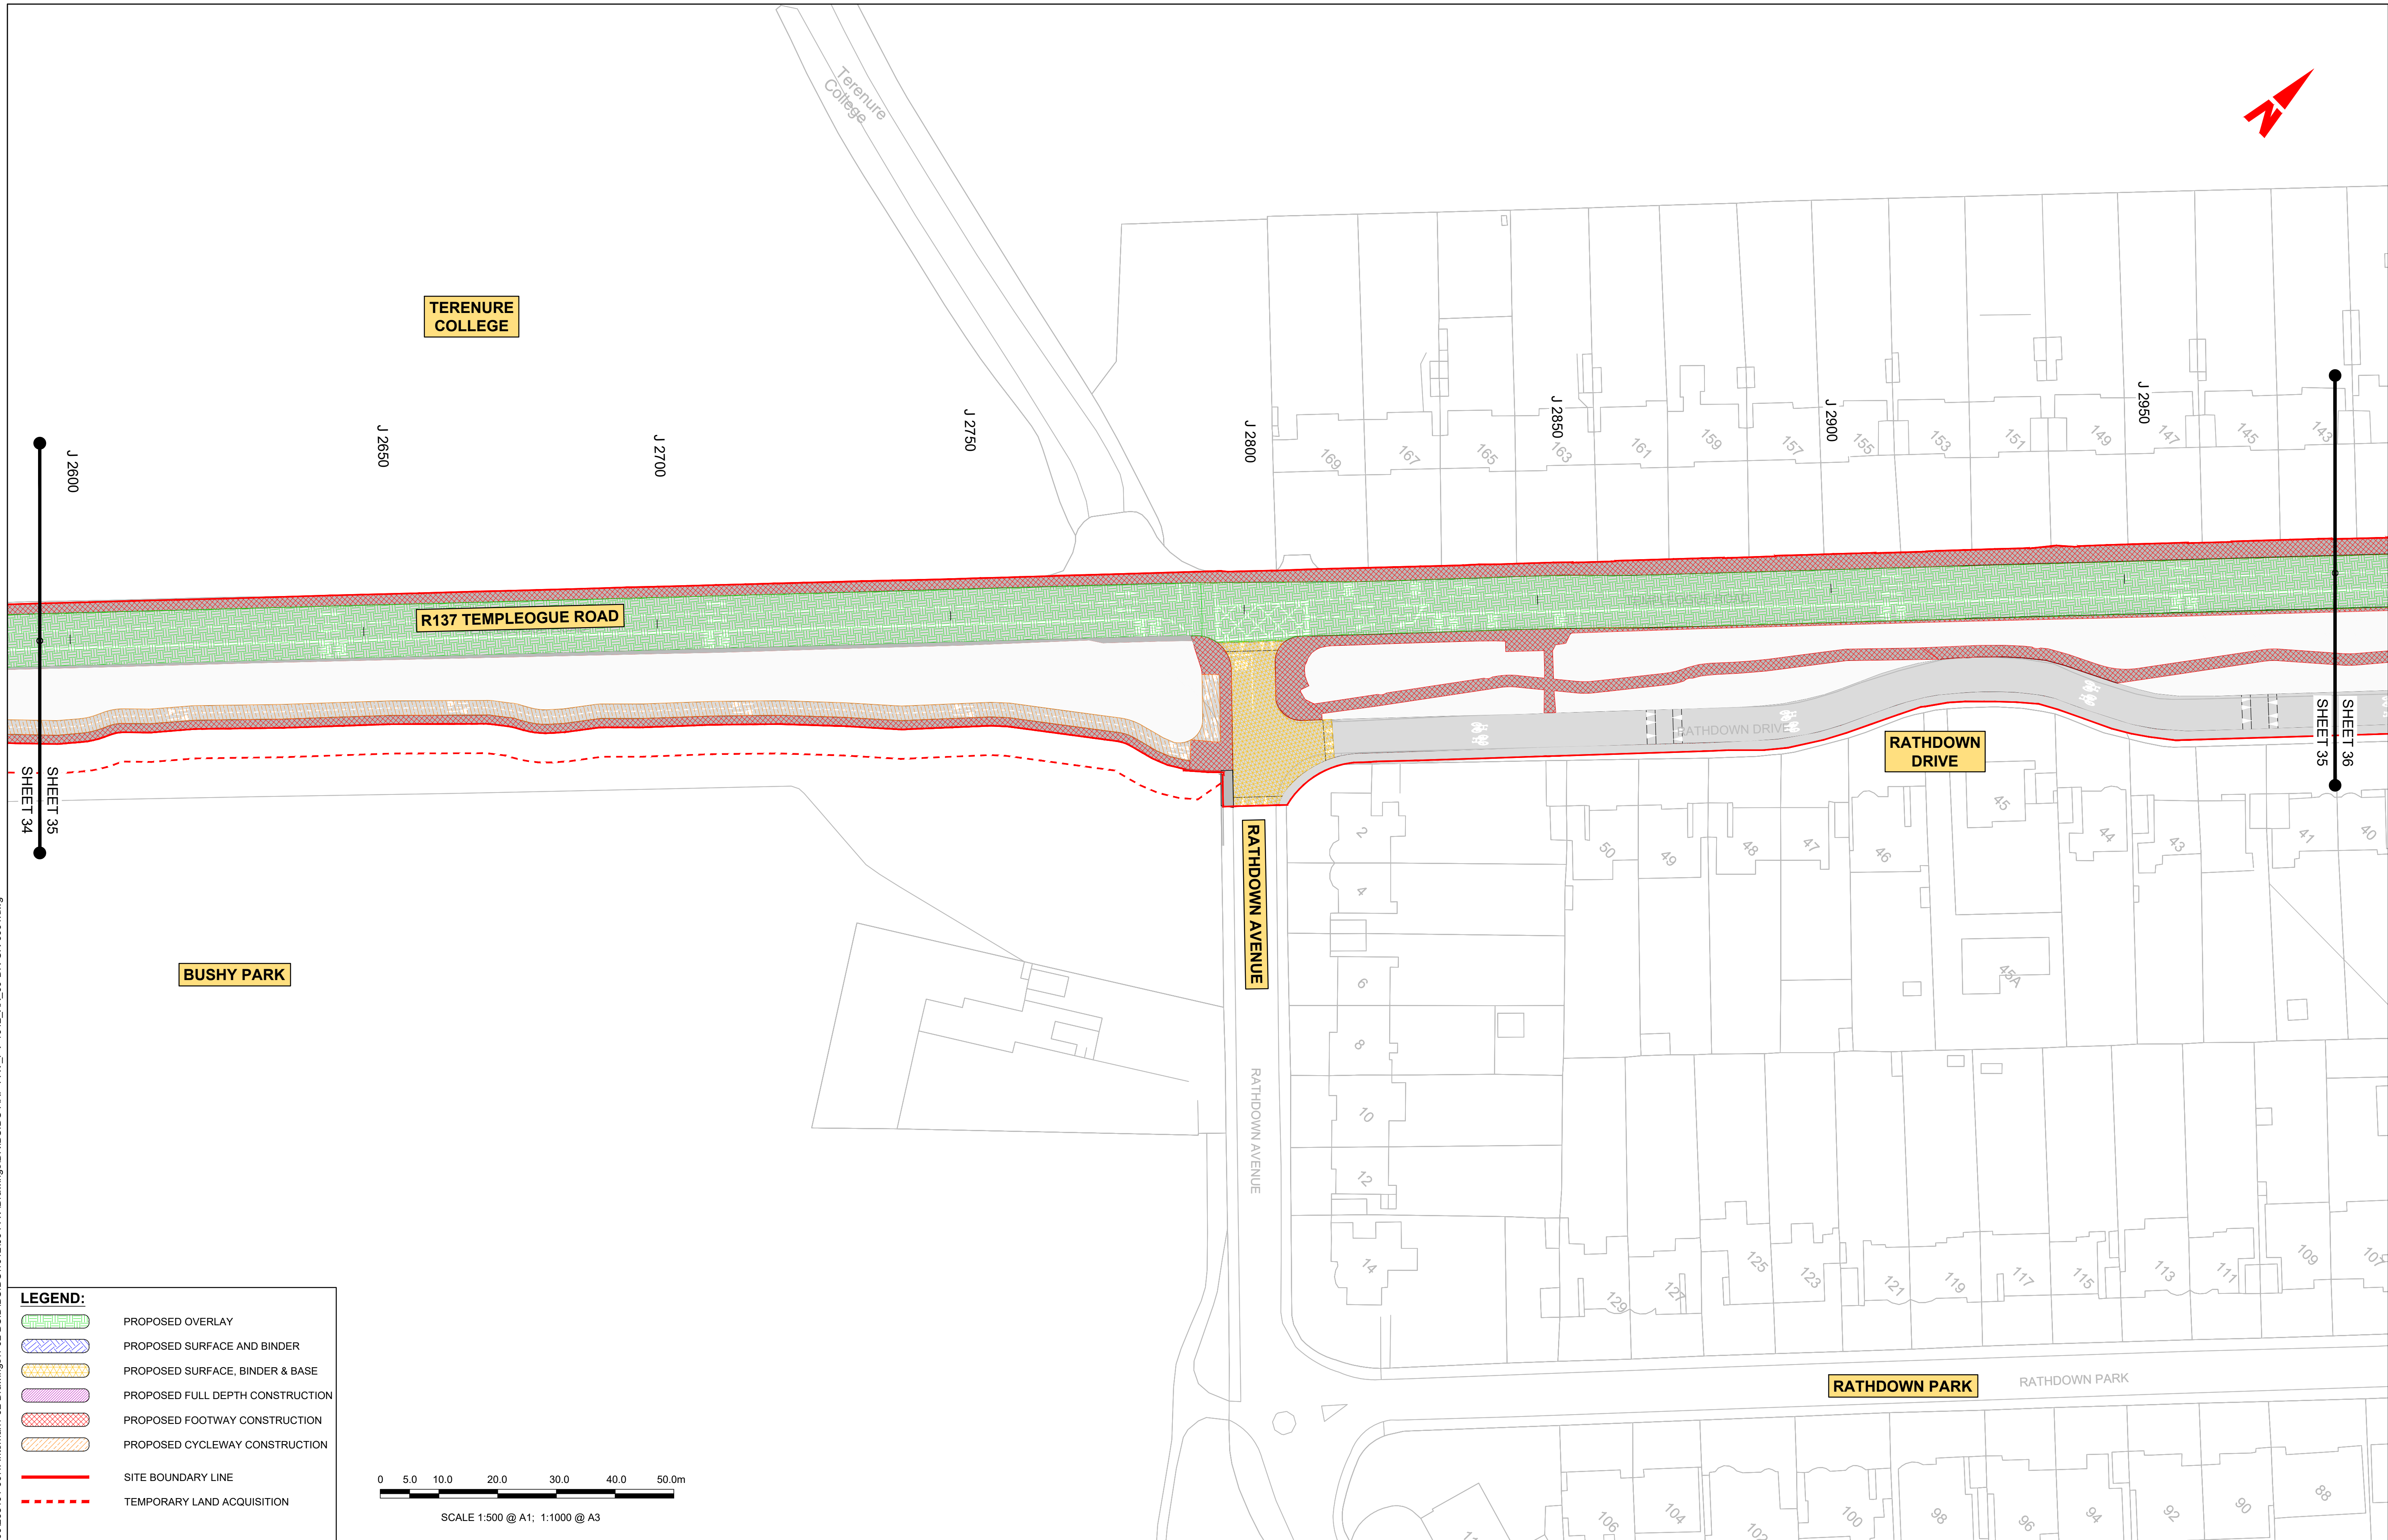 Terenure
College
TERENURE
COLLEGE
J 2600
J 2650
J 2700
J 2750
J 2800
J 2850
J 2900
J 2950
169
167
165
163
161
159
157
155
153
151
149
147
145
143
R137 TEMPLEOGUE ROAD
TEMPLEOGUE ROAD
RATHDOWN DRIVE
RATHDOWN
DRIVE
SHEET 34
SHEET 35
SHEET 35
SHEET 36
BUSHY PARK
RATHDOWN AVENUE
RATHDOWN AVENUE
2
4
6
8
10
12
14
50
49
48
47
46
45
44
43
41
40
45A
129
127
125
123
121
119
117
115
113
111
109
107
RATHDOWN PARK
RATHDOWN PARK
106
104
102
100
98
96
94
92
90
88
LEGEND:
PROPOSED OVERLAY
PROPOSED SURFACE AND BINDER
PROPOSED SURFACE, BINDER & BASE
PROPOSED FULL DEPTH CONSTRUCTION
PROPOSED FOOTWAY CONSTRUCTION
PROPOSED CYCLEWAY CONSTRUCTION
SITE BOUNDARY LINE
TEMPORARY LAND ACQUISITION
0 5.0 10.0 20.0 30.0 40.0 50.0m
SCALE 1:500 @ A1; 1:1000 @ A3
N